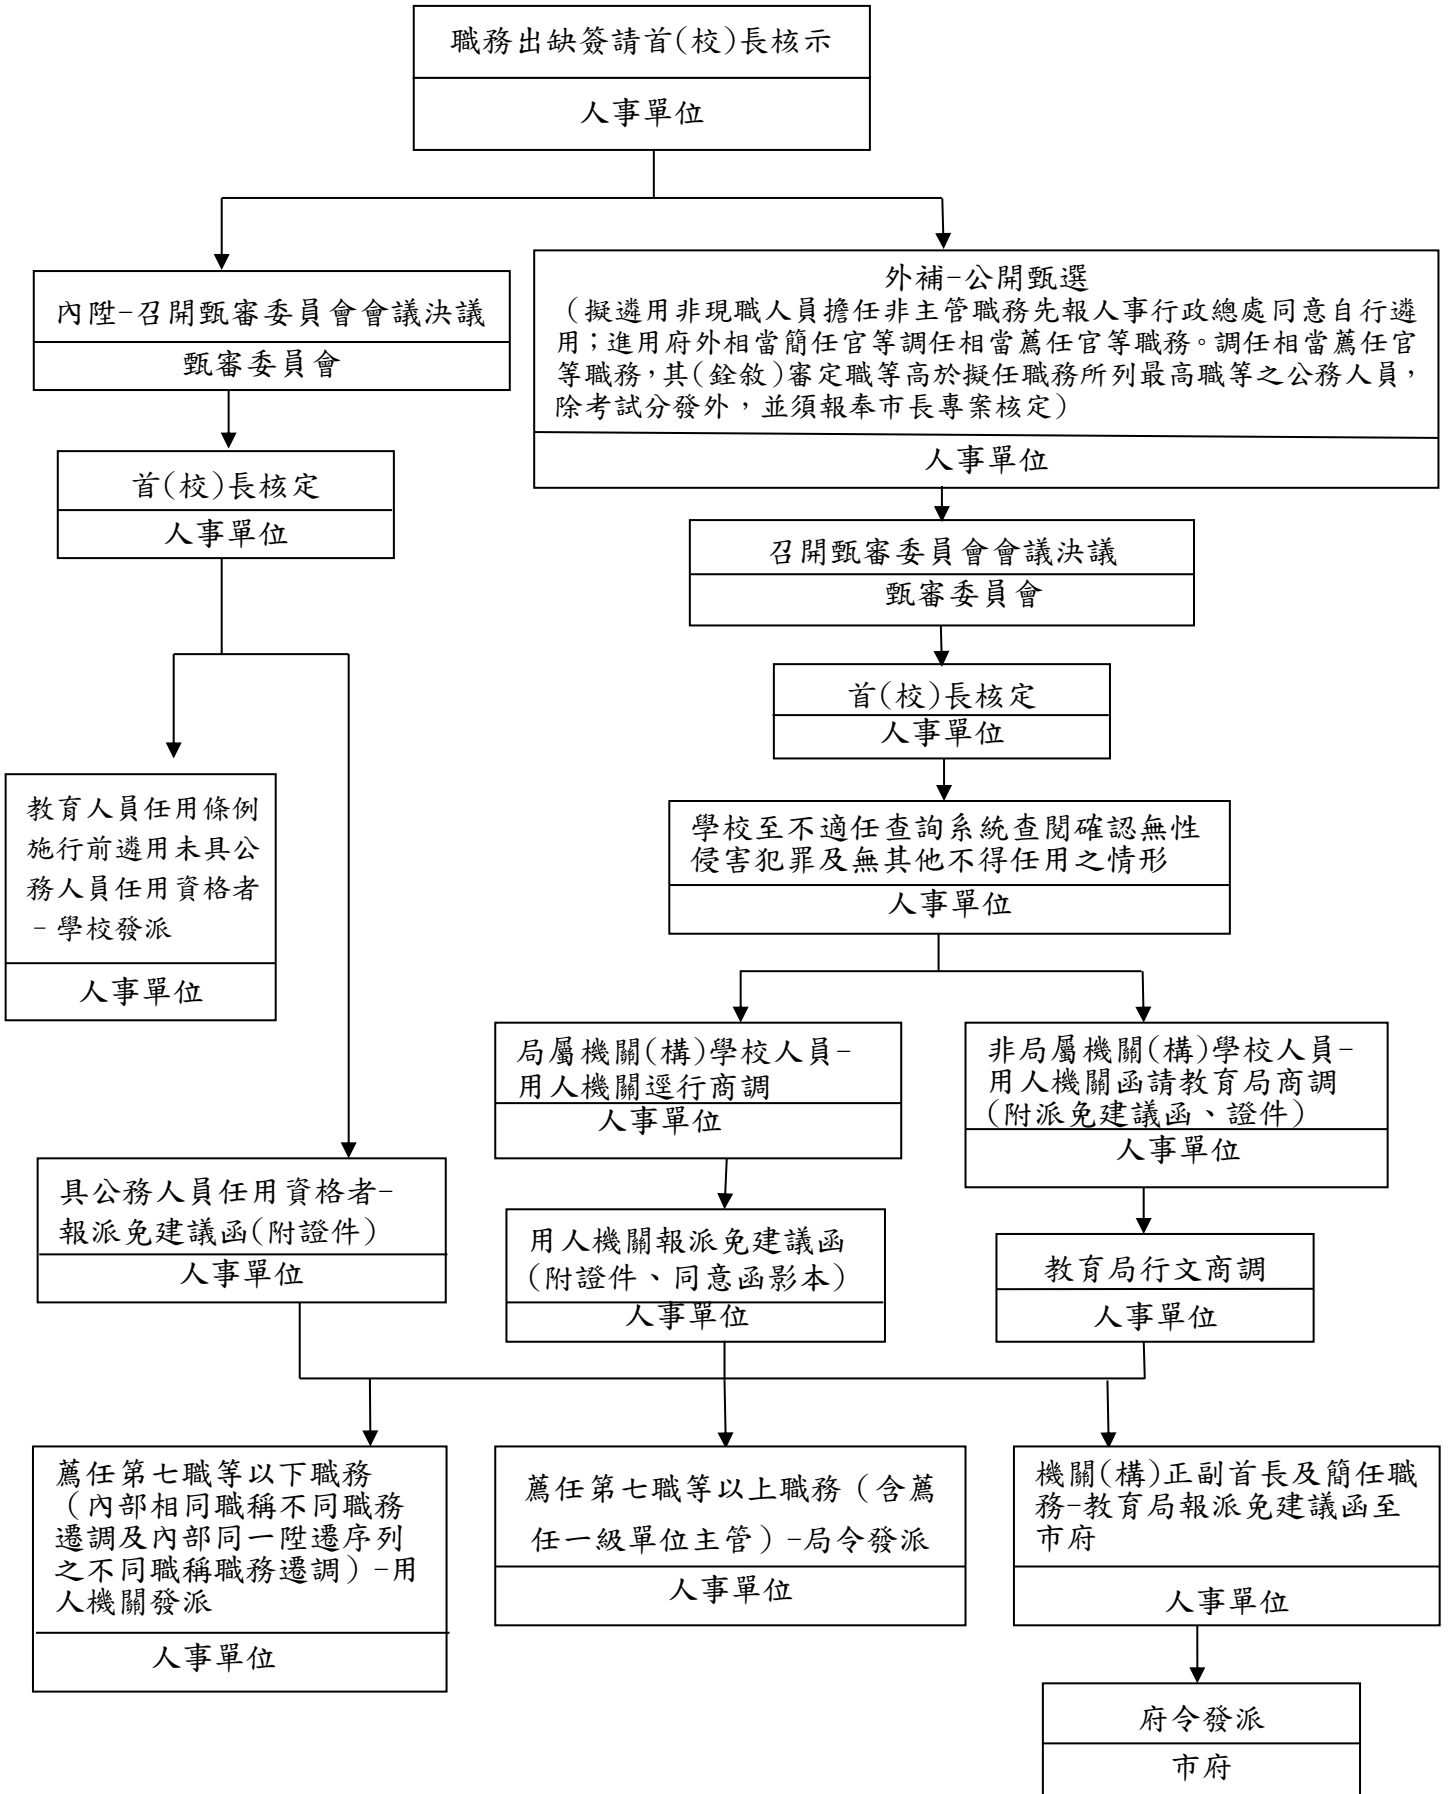 職務出缺簽請首(校)長核示
人事單位
內陞-召開甄審委員會會議決議
甄審委員會
首(校)長核定
人事單位
外補-公開甄選
（擬遴用非現職人員擔任非主管職務先報人事行政總處同意自行遴
用；進用府外相當簡任官等調任相當薦任官等職務。調任相當薦任官
等職務，其(銓敘)審定職等高於擬任職務所列最高職等之公務人員，
除考試分發外，並須報奉市長專案核定）
人事單位
召開甄審委員會會議決議
甄審委員會
首(校)長核定
人事單位
教育人員任用條例
施行前遴用未具公
務人員任用資格者
-學校發派
人事單位
學校至不適任查詢系統查閱確認無性
侵害犯罪及無其他不得任用之情形
人事單位
局屬機關(構)學校人員-
用人機關逕行商調
人事單位
非局屬機關(構)學校人員-
用人機關函請教育局商調
(附派免建議函、證件)
人事單位
具公務人員任用資格者-
報派免建議函(附證件)
人事單位
用人機關報派免建議函
(附證件、同意函影本)
人事單位
教育局行文商調
人事單位
薦任第七職等以下職務
（內部相同職稱不同職務
遷調及內部同一陞遷序列
之不同職稱職務遷調）-用
人機關發派
人事單位
薦任第七職等以上職務（含薦
任一級單位主管）-局令發派
人事單位
機關(構)正副首長及簡任職
務-教育局報派免建議函至
市府
人事單位
府令發派
市府